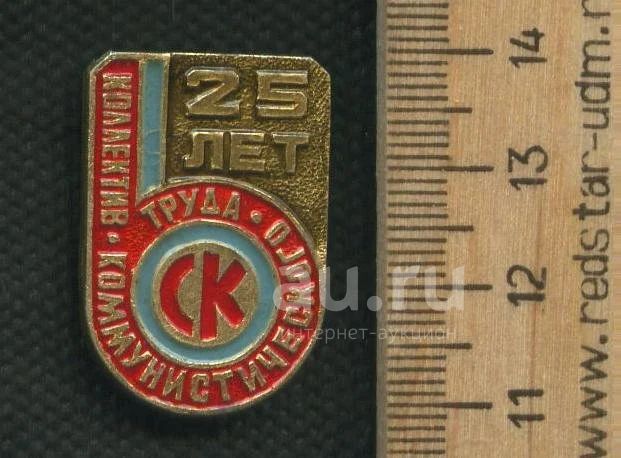 25
ЛЕТ
КОЛЛЕКТИВ • КОММУНИСТИЧЕСКОГО • ТРУДА
СК
au.ru
интернет-аукцион
14
13
12
11
www.redstar-udm.r